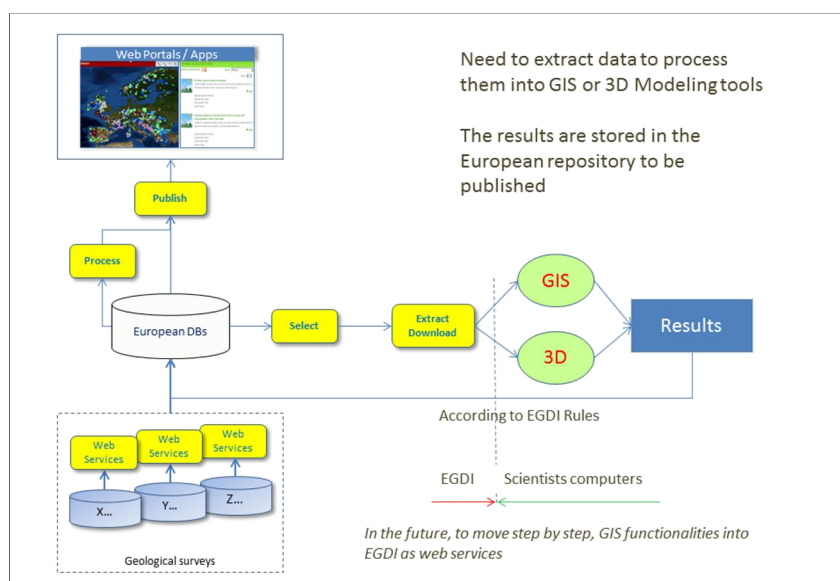 Web Portals / Apps
Need to extract data to process
them into GIS or 3D Modeling tools
The results are stored in the
European repository to be
published
Publish
Process
European DBs
Select
Extract
Download
GIS
3D
Results
According to EGDI Rules
Web
Services
Web
Services
Web
Services
X...
Y...
Z...
Geological surveys
EGDI
Scientists computers
In the future, to move step by step, GIS functionalities into
EGDI as web services